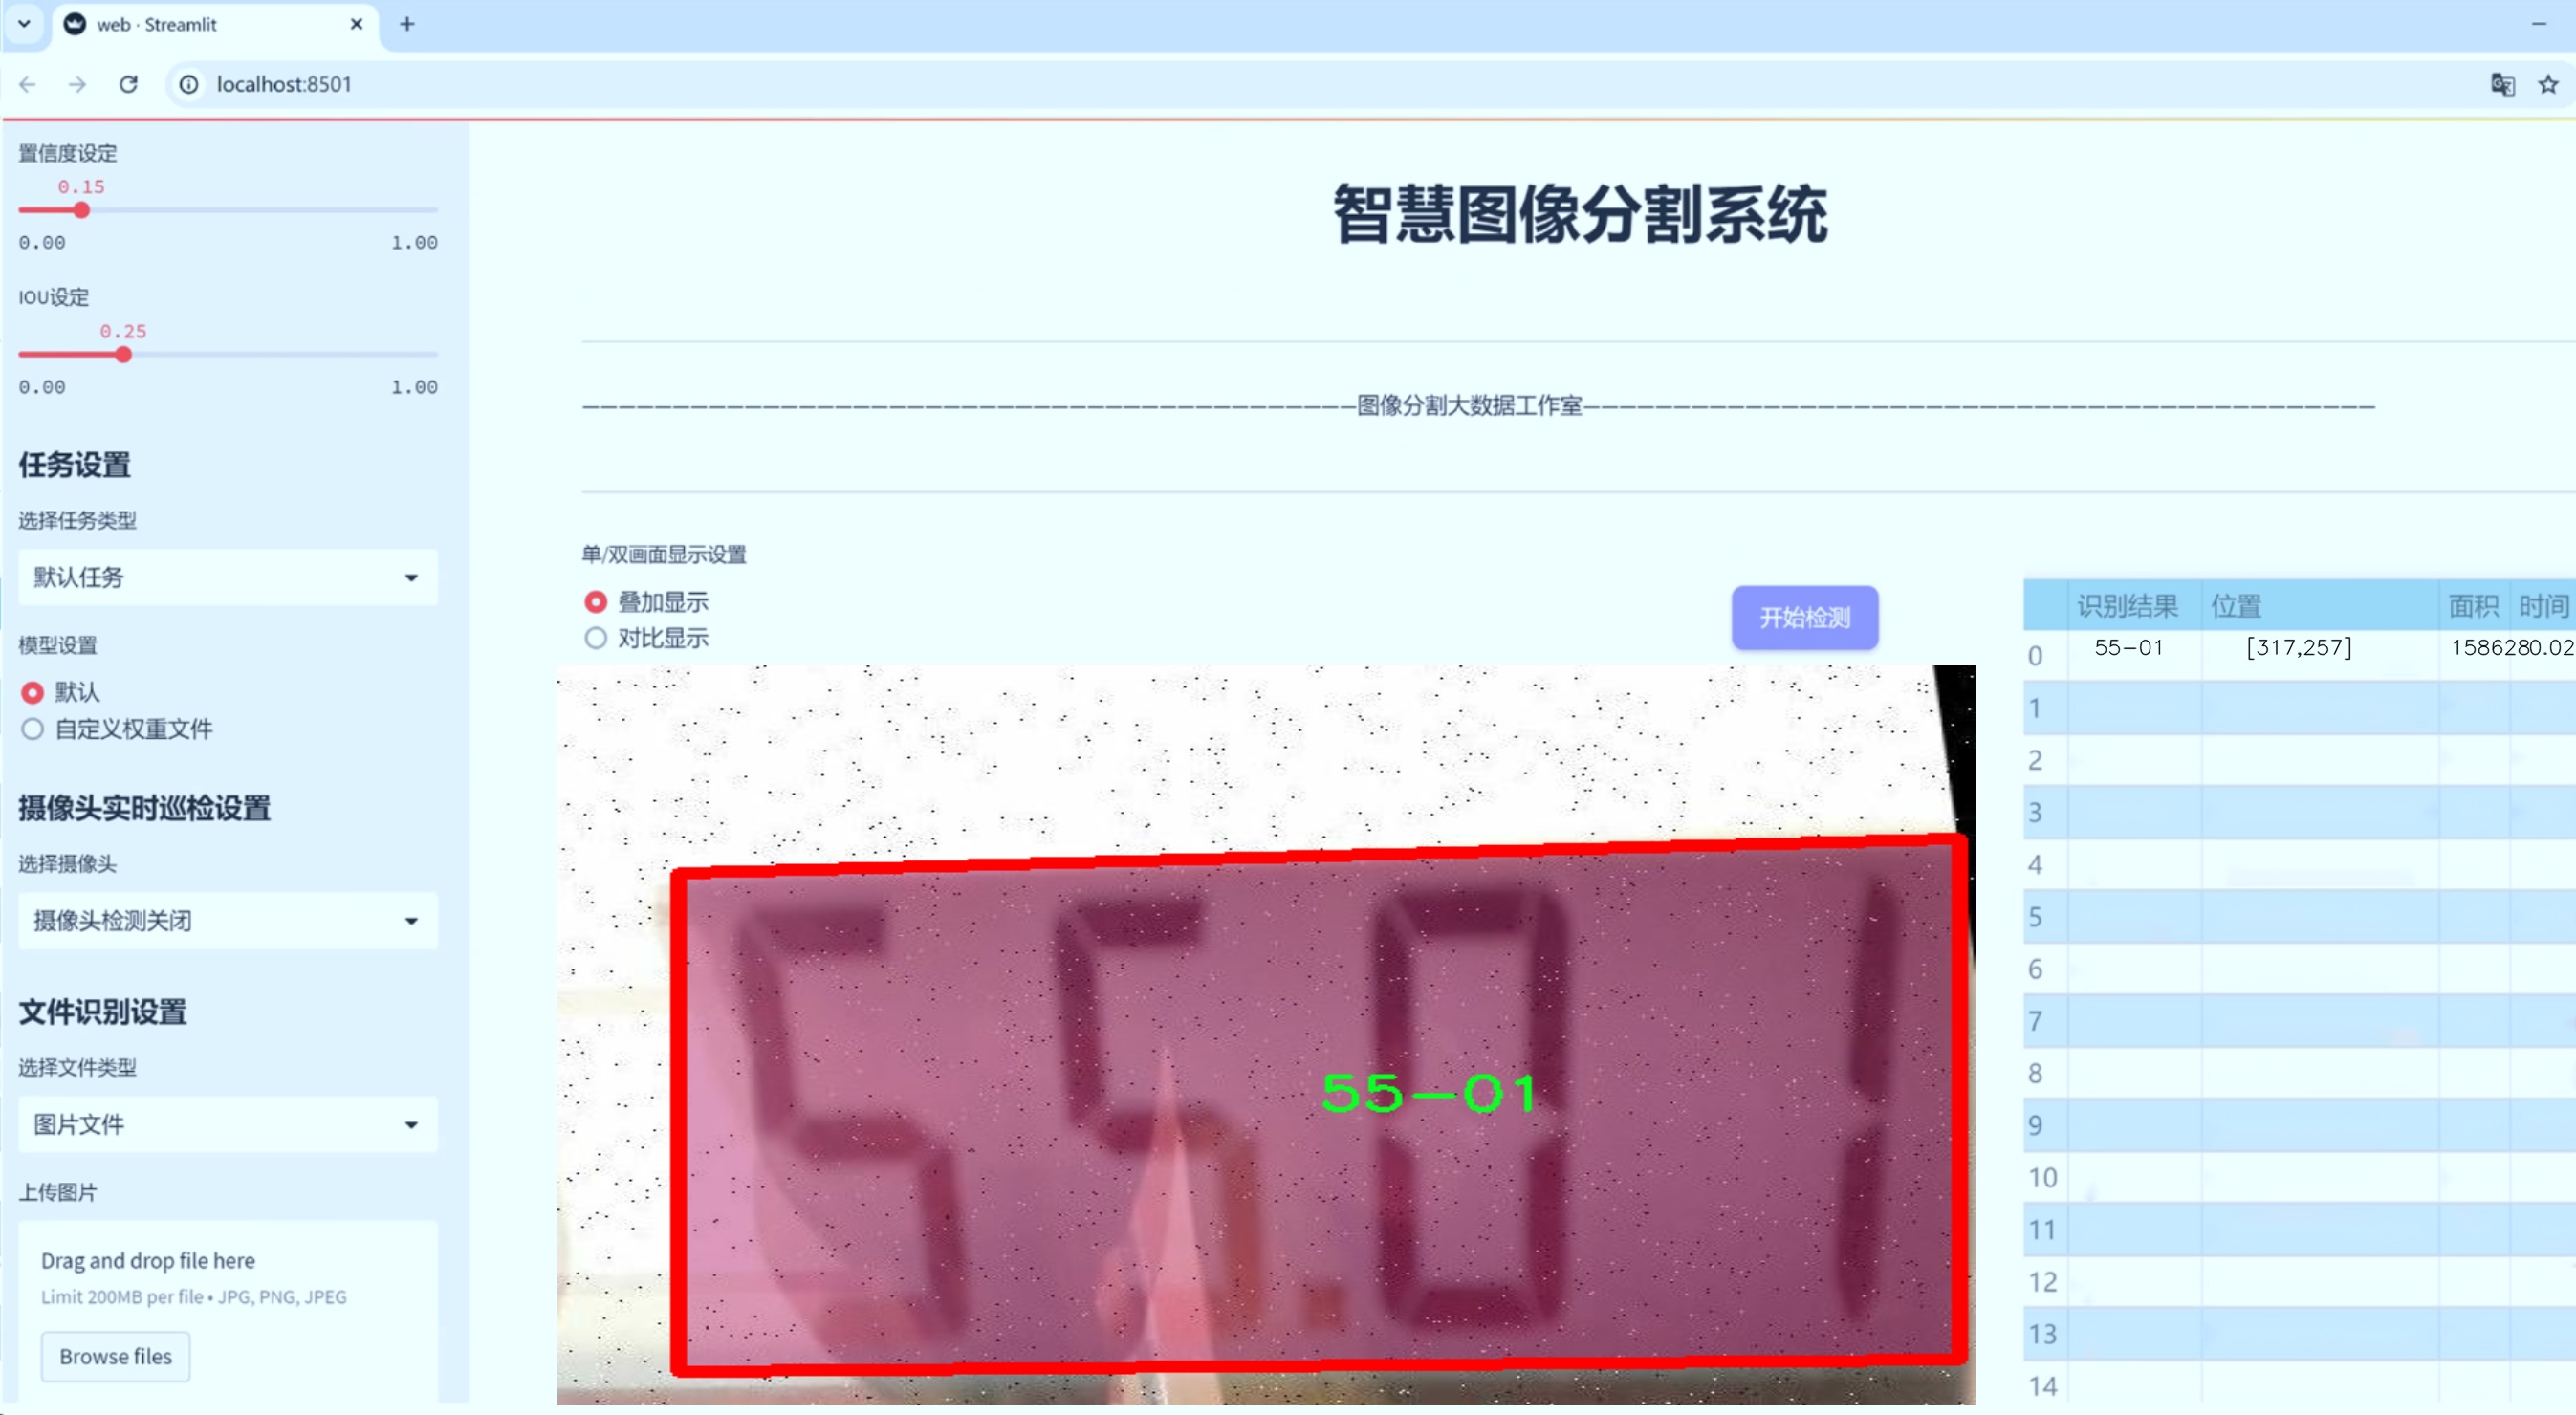 web · Streamlit
localhost:8501
置信度设定
0.15
0.00 1.00
IOU设定
0.25
0.00 1.00
任务设置
选择任务类型
默认任务
模型设置
默认
自定义权重文件
摄像头实时巡检设置
选择摄像头
摄像头检测关闭
文件识别设置
选择文件类型
图片文件
上传图片
Drag and drop file here
Limit 200MB per file • JPG, PNG, JPEG
Browse files
智慧图像分割系统
图像分割大数据工作室
单/双画面显示设置
叠加显示
对比显示
开始检测
55.01
55-01
识别结果 位置 面积 时间
0 55-01 [317,257] 1586280.02
1
2
3
4
5
6
7
8
9
10
11
12
13
14